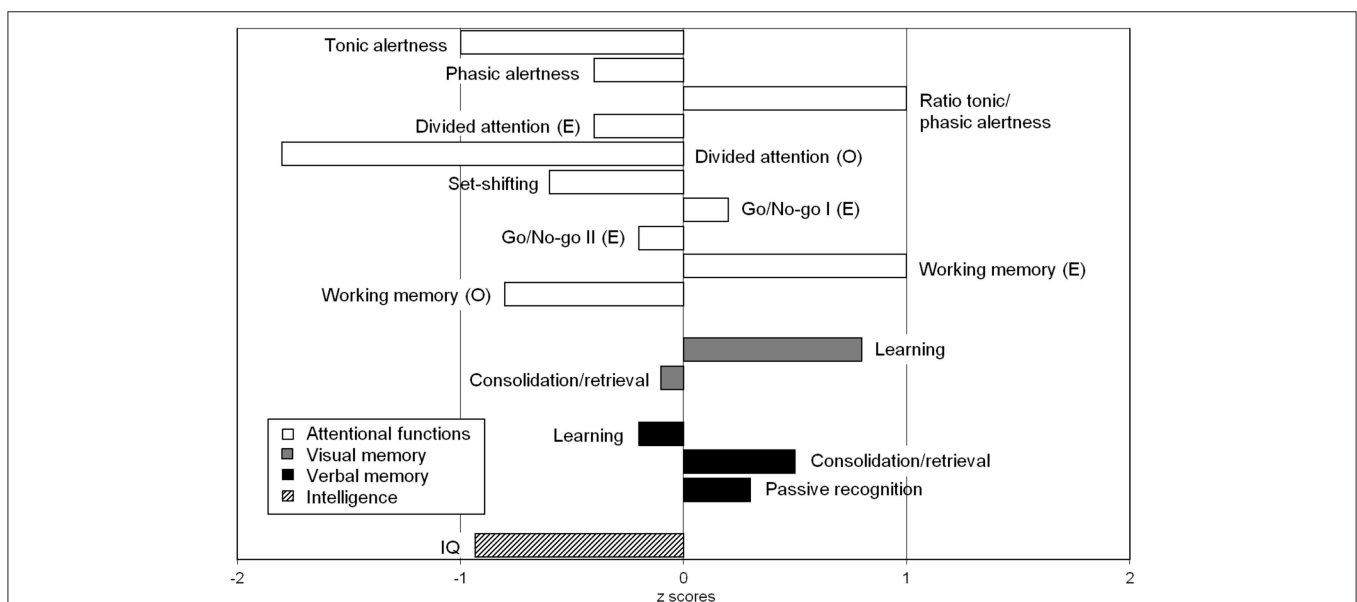 Tonic alertness
Phasic alertness
Ratio tonic/
phasic alertness
Divided attention (E)
Divided attention (O)
Set-shifting
Go/No-go I (E)
Go/No-go II (E)
Working memory (E)
Working memory (O)
Learning
Consolidation/retrieval
Learning
Consolidation/retrieval
Passive recognition
Attentional functions
Visual memory
Verbal memory
Intelligence
IQ
-2 -1 0 1 2
z scores